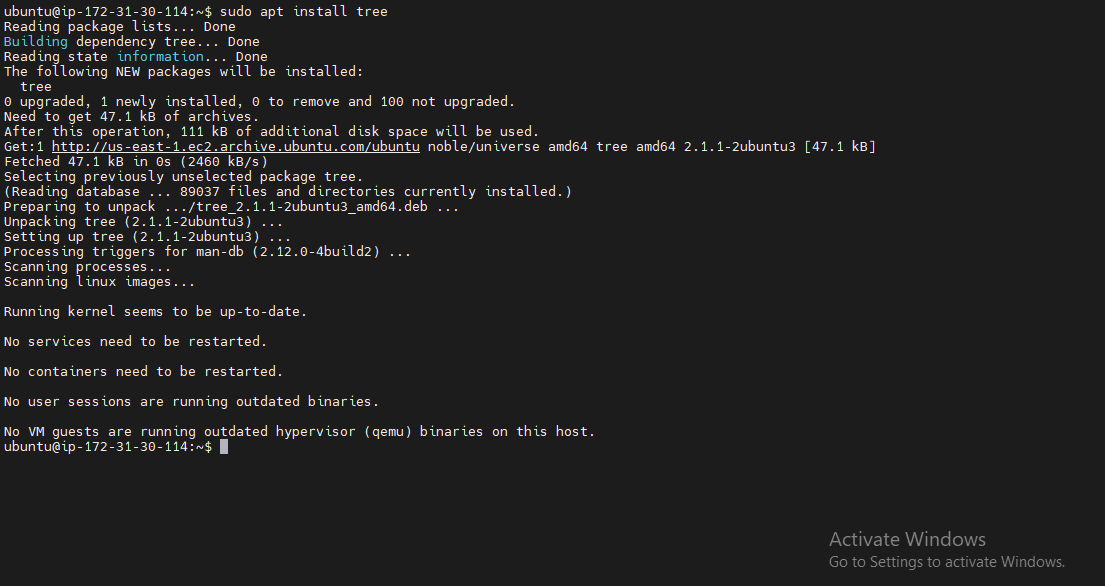 ubuntu@ip-172-31-30-114:~$ sudo apt install tree
Reading package lists... Done
Building dependency tree... Done
Reading state information... Done
The following NEW packages will be installed:
  tree
0 upgraded, 1 newly installed, 0 to remove and 100 not upgraded.
Need to get 47.1 kB of archives.
After this operation, 111 kB of additional disk space will be used.
Get:1 http://us-east-1.ec2.archive.ubuntu.com/ubuntu noble/universe amd64 tree amd64 2.1.1-2ubuntu3 [47.1 kB]
Fetched 47.1 kB in 0s (2460 kB/s)
Selecting previously unselected package tree.
(Reading database ... 89037 files and directories currently installed.)
Preparing to unpack .../tree_2.1.1-2ubuntu3_amd64.deb ...
Unpacking tree (2.1.1-2ubuntu3) ...
Setting up tree (2.1.1-2ubuntu3) ...
Processing triggers for man-db (2.12.0-4build2) ...
Scanning processes...
Scanning linux images...

Running kernel seems to be up-to-date.

No services need to be restarted.

No containers need to be restarted.

No user sessions are running outdated binaries.

No VM guests are running outdated hypervisor (qemu) binaries on this host.
ubuntu@ip-172-31-30-114:~$
Activate Windows
Go to Settings to activate Windows.